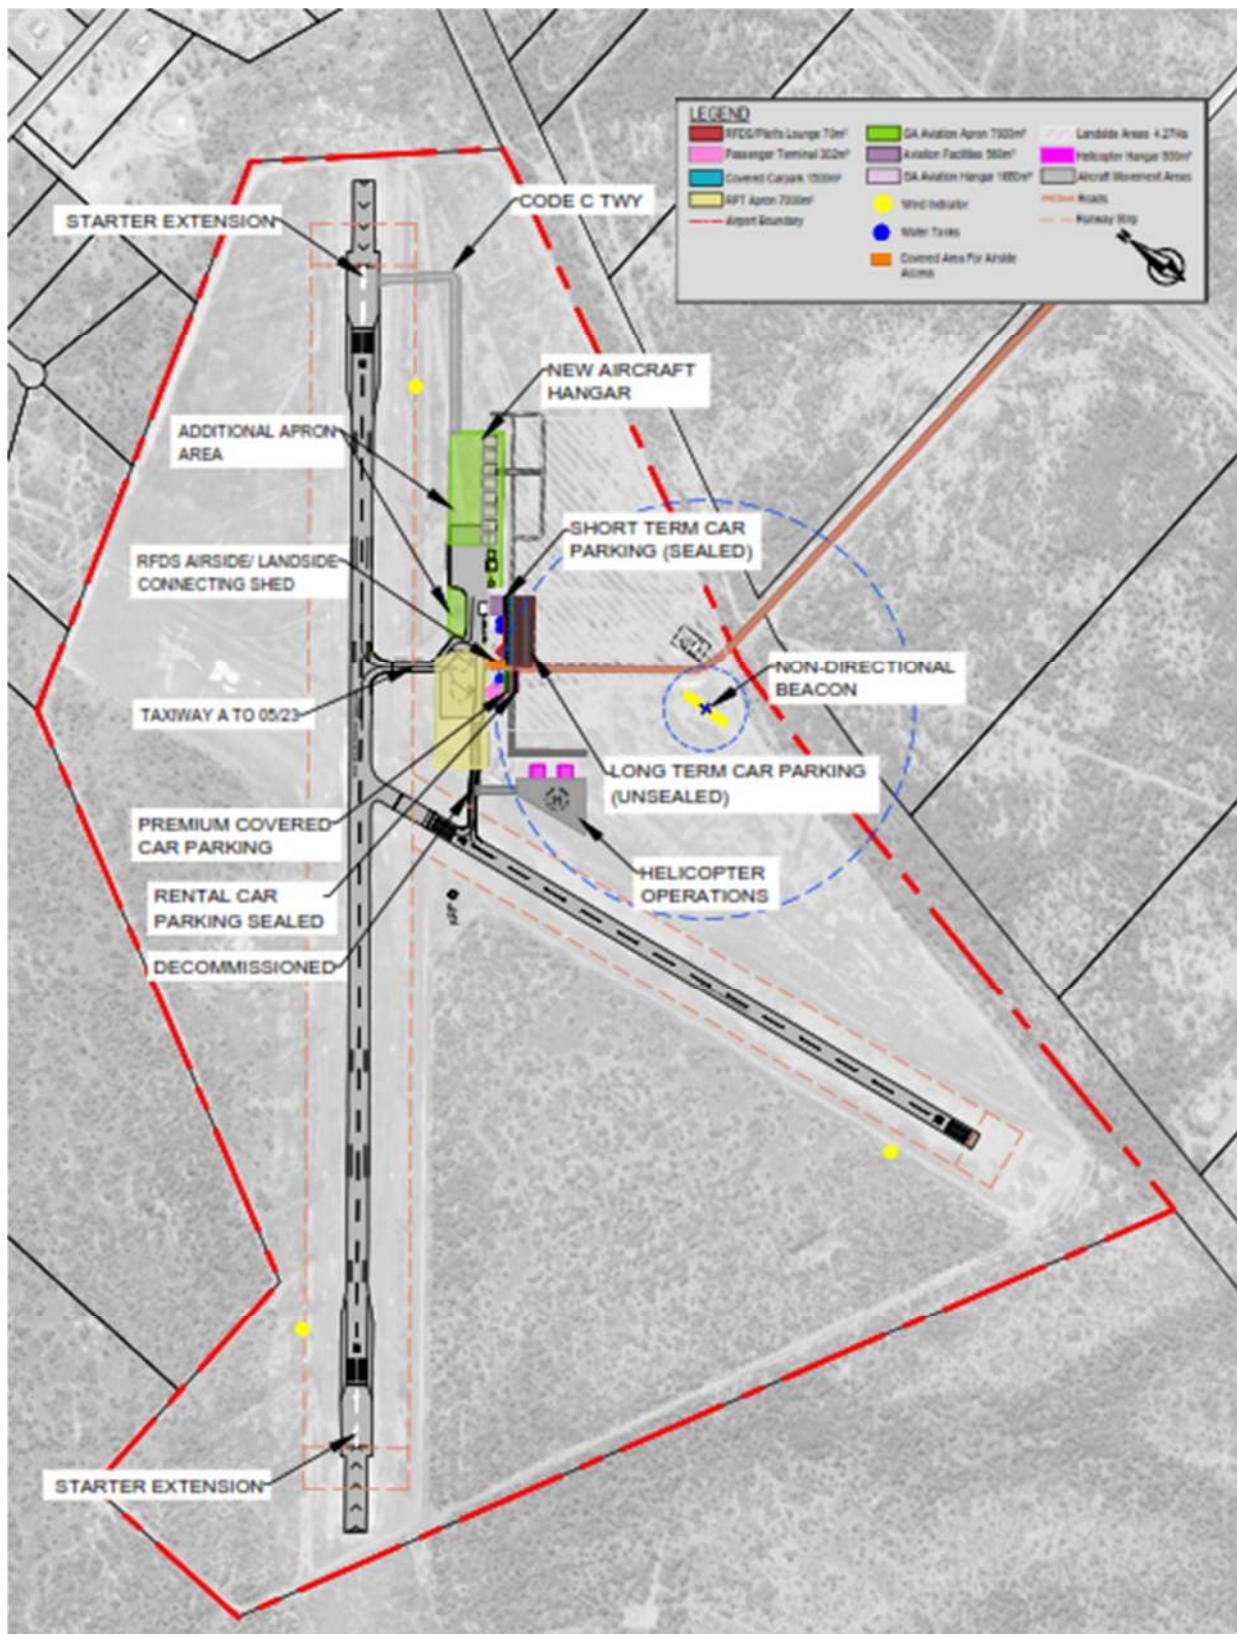 LEGEND
RFDS/Pilot's Lounge 70m²
Passenger Terminal 302m²
Covered Carpark 1500m²
RPT Apron 7000m²
Airport Boundary
GA Aviation Apron 7900m²
Aviation Facilities 560m²
GA Aviation Hangar 1650m²
Wind Indicator
Water Tanks
Covered Area For Airside
Access
Landside Areas 4.27Ha
Helicopter Hangar 500m²
Aircraft Movement Areas
Roads
Runway Strip
STARTER EXTENSION
CODE C TWY
NEW AIRCRAFT
HANGAR
ADDITIONAL APRON
AREA
SHORT TERM CAR
PARKING (SEALED)
RFDS AIRSIDE/ LANDSIDE
CONNECTING SHED
NON-DIRECTIONAL
BEACON
TAXIWAY A TO 05/23
LONG TERM CAR PARKING
(UNSEALED)
H
PREMIUM COVERED
CAR PARKING
HELICOPTER
OPERATIONS
RENTAL CAR
PARKING SEALED
ARP
DECOMMISSIONED
STARTER EXTENSION